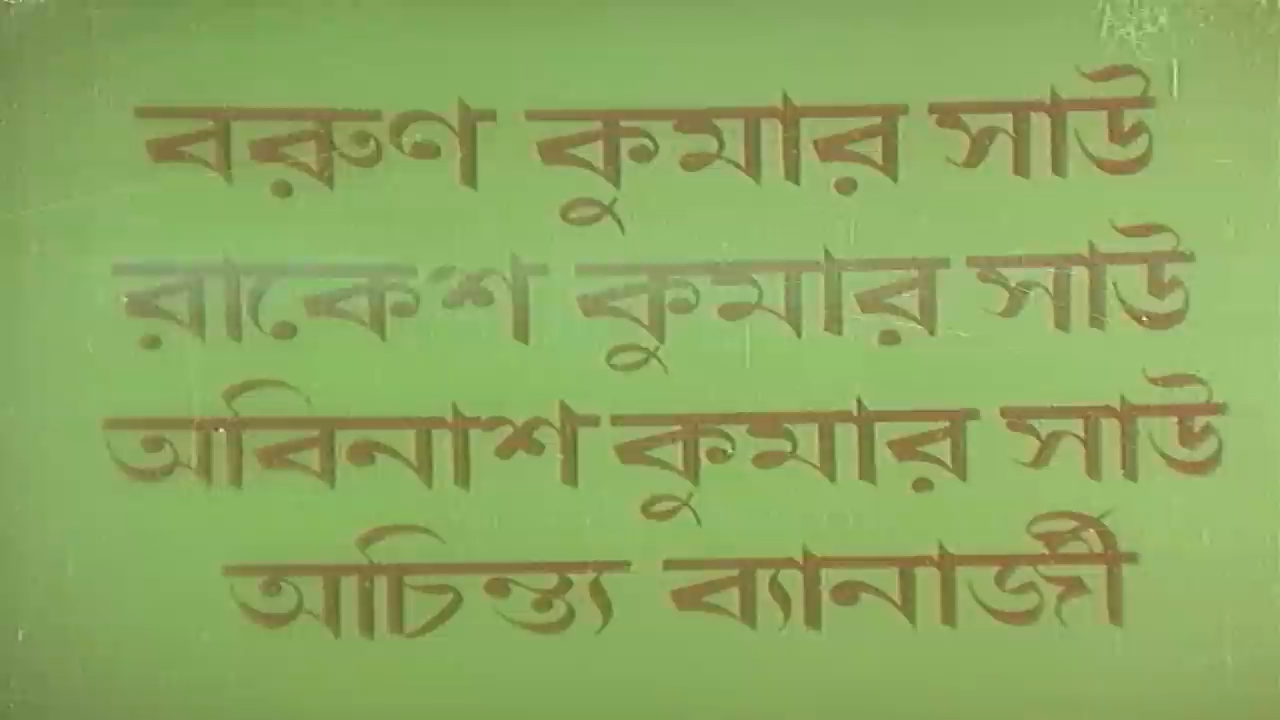 বরুণ কুমার সাউ
রাকেশ কুমার সাউ
অবিনাশ কুমার সাউ
অচিন্ত্য ব্যানার্জী